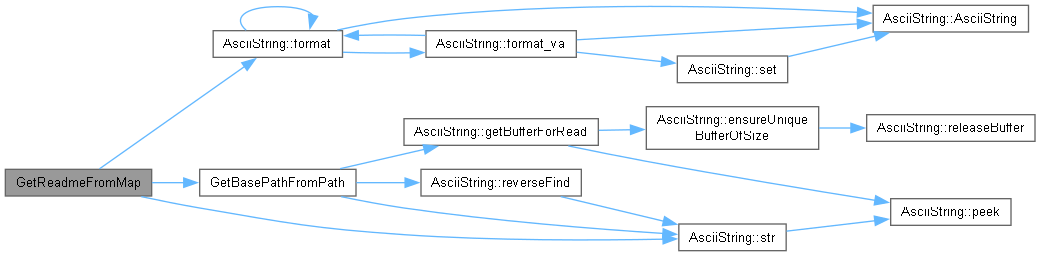 AsciiString::AsciiString
AsciiString::format
AsciiString::format_va
AsciiString::set
AsciiString::ensureUnique
BufferOfSize
AsciiString::getBufferForRead
AsciiString::releaseBuffer
GetReadmeFromMap
GetBasePathFromPath
AsciiString::reverseFind
AsciiString::peek
AsciiString::str